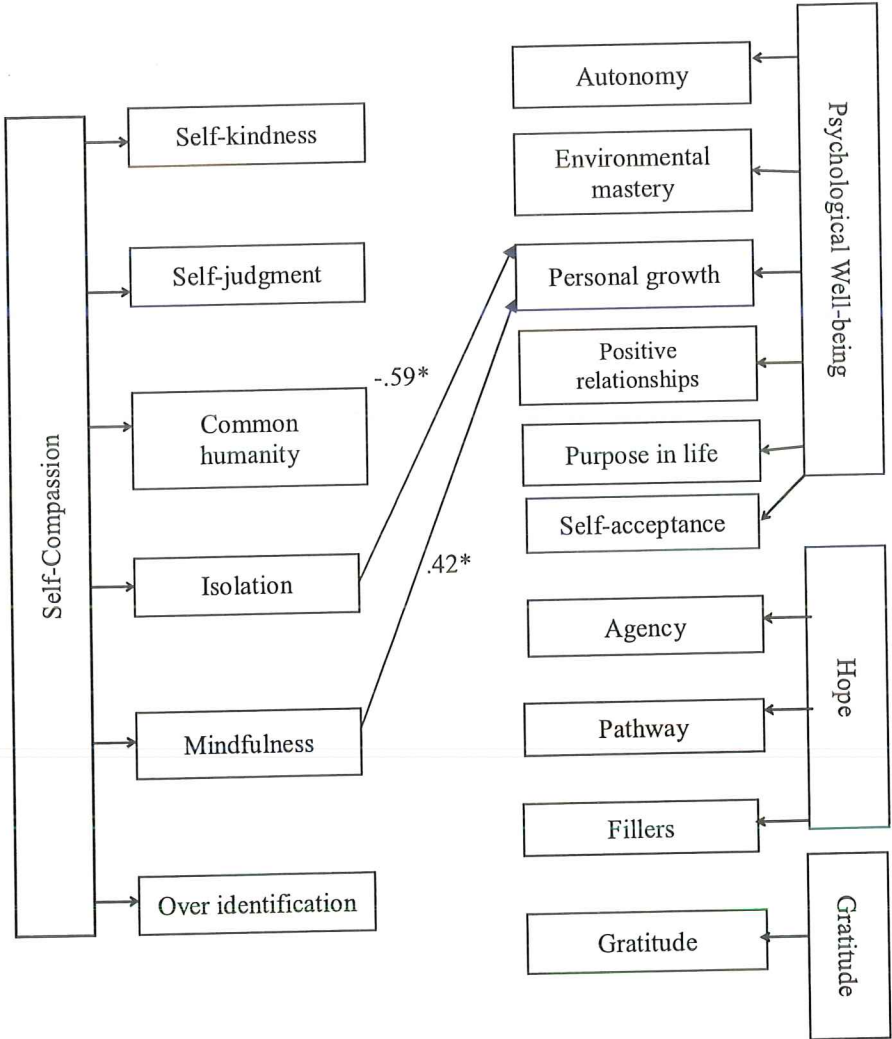 Self-Compassion
Self-kindness
Self-judgment
Common
humanity
Isolation
Mindfulness
Over identification
-.59*
.42*
Autonomy
Environmental
mastery
Personal growth
Positive
relationships
Purpose in life
Self-acceptance
Agency
Pathway
Fillers
Gratitude
Psychological Well-being
Hope
Gratitude